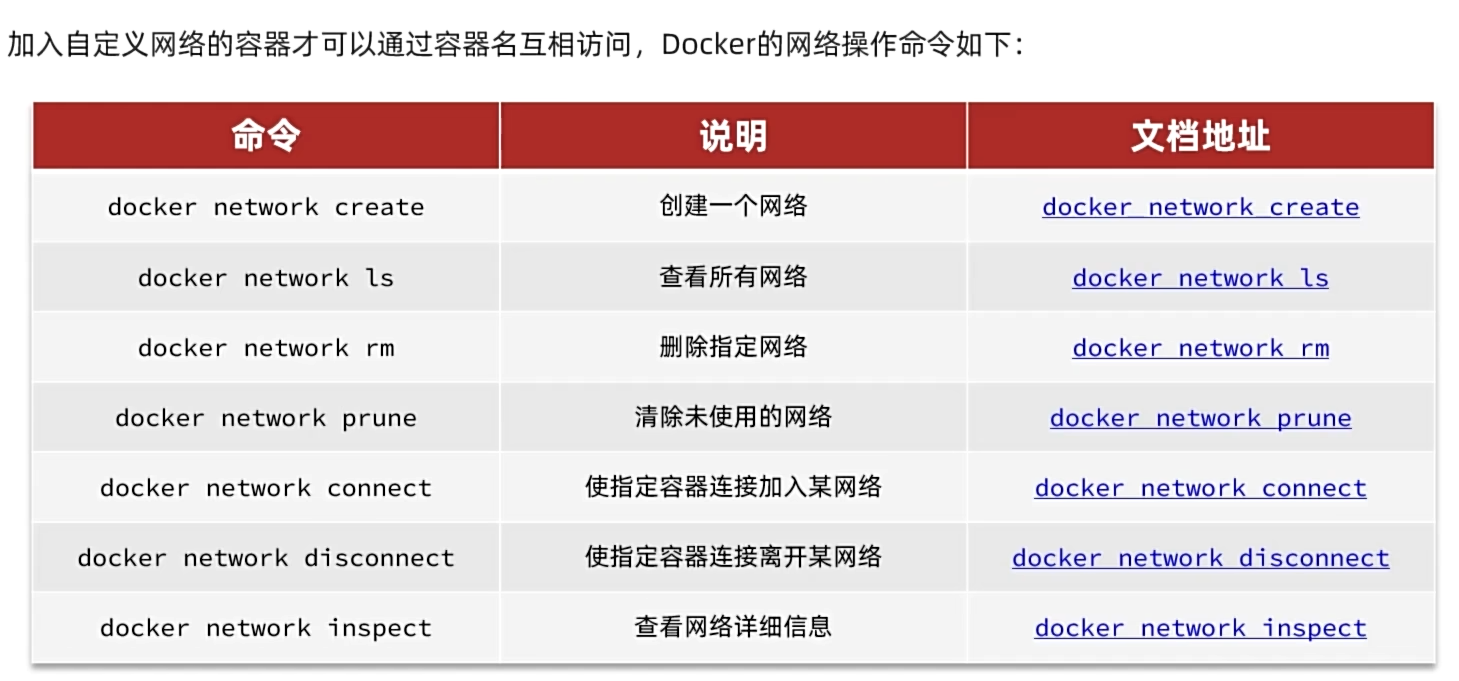 加入自定义网络的容器才可以通过容器名互相访问，Docker的网络操作命令如下：
命令 说明 文档地址
docker network create 创建一个网络 docker network create
docker network ls 查看所有网络 docker network ls
docker network rm 删除指定网络 docker network rm
docker network prune 清除未使用的网络 docker network prune
docker network connect 使指定容器连接加入某网络 docker network connect
docker network disconnect 使指定容器连接离开某网络 docker network disconnect
docker network inspect 查看网络详细信息 docker network inspect